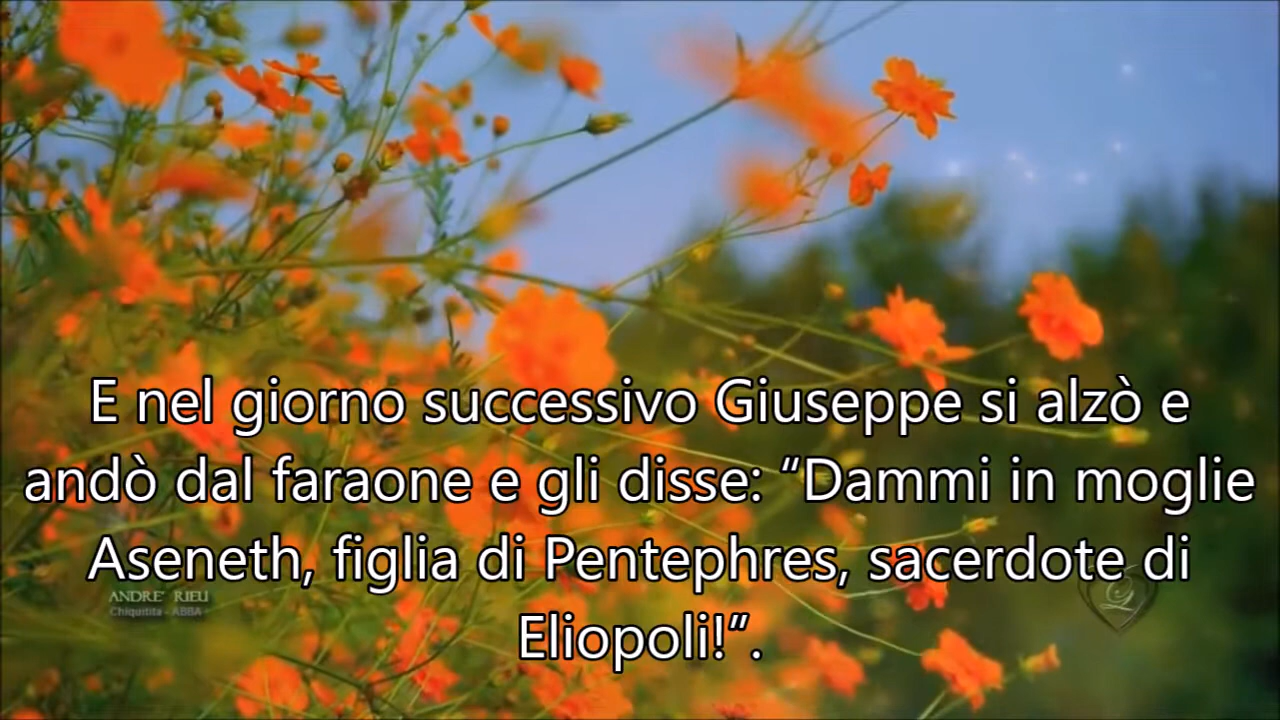 E nel giorno successivo Giuseppe si alzò e
andò dal faraone e gli disse: “Dammi in moglie
Aseneth, figlia di Pentephres, sacerdote di
Eliopoli!”.
ANDRE' RIEU
Chiquitita - ABBA